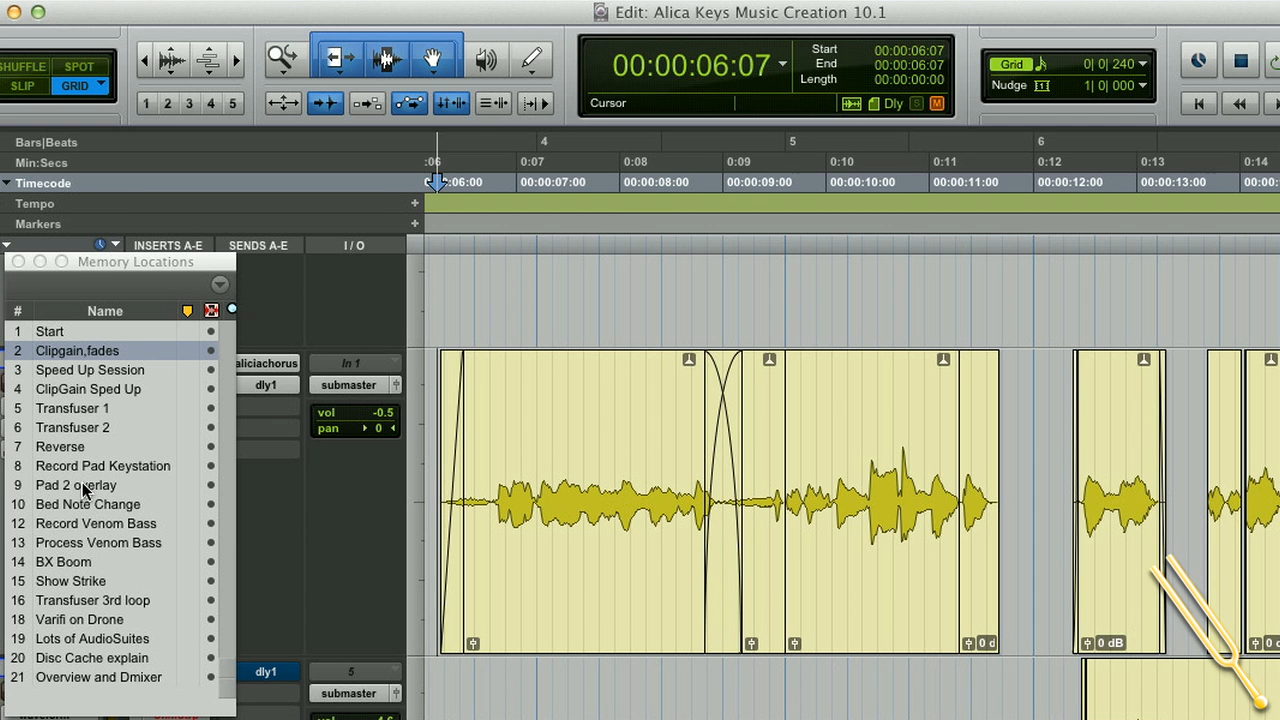 Edit: Alica Keys Music Creation 10.1
SHUFFLE SPOT
SLIP GRID
1 2 3 4 5
00:00:06:07
Start 00:00:06:07
End 00:00:06:07
Length 00:00:00:00
Cursor Dly S M
Grid 0| 0| 240
Nudge 1| 0| 000
Bars|Beats 4 5 6
Min:Secs :06 0:07 0:08 0:09 0:10 0:11 0:12 0:13 0:14
Timecode :06:00 00:00:07:00 00:00:08:00 00:00:09:00 00:00:10:00 00:00:11:00 00:00:12:00 00:00:13:00 00:00:
Tempo +
Markers +
INSERTS A-E SENDS A-E I / O
Memory Locations
# Name
1 Start
2 Clipgain,fades
3 Speed Up Session
4 ClipGain Sped Up
5 Transfuser 1
6 Transfuser 2
7 Reverse
8 Record Pad Keystation
9 Pad 2 overlay
10 Bed Note Change
12 Record Venom Bass
13 Process Venom Bass
14 BX Boom
15 Show Strike
16 Transfuser 3rd loop
18 Varifi on Drone
19 Lots of AudioSuites
20 Disc Cache explain
21 Overview and Dmixer
aliciachorus In 1
dly1 submaster
vol -0.5
pan 0
0 d 0 dB 0
dly1 5
submaster